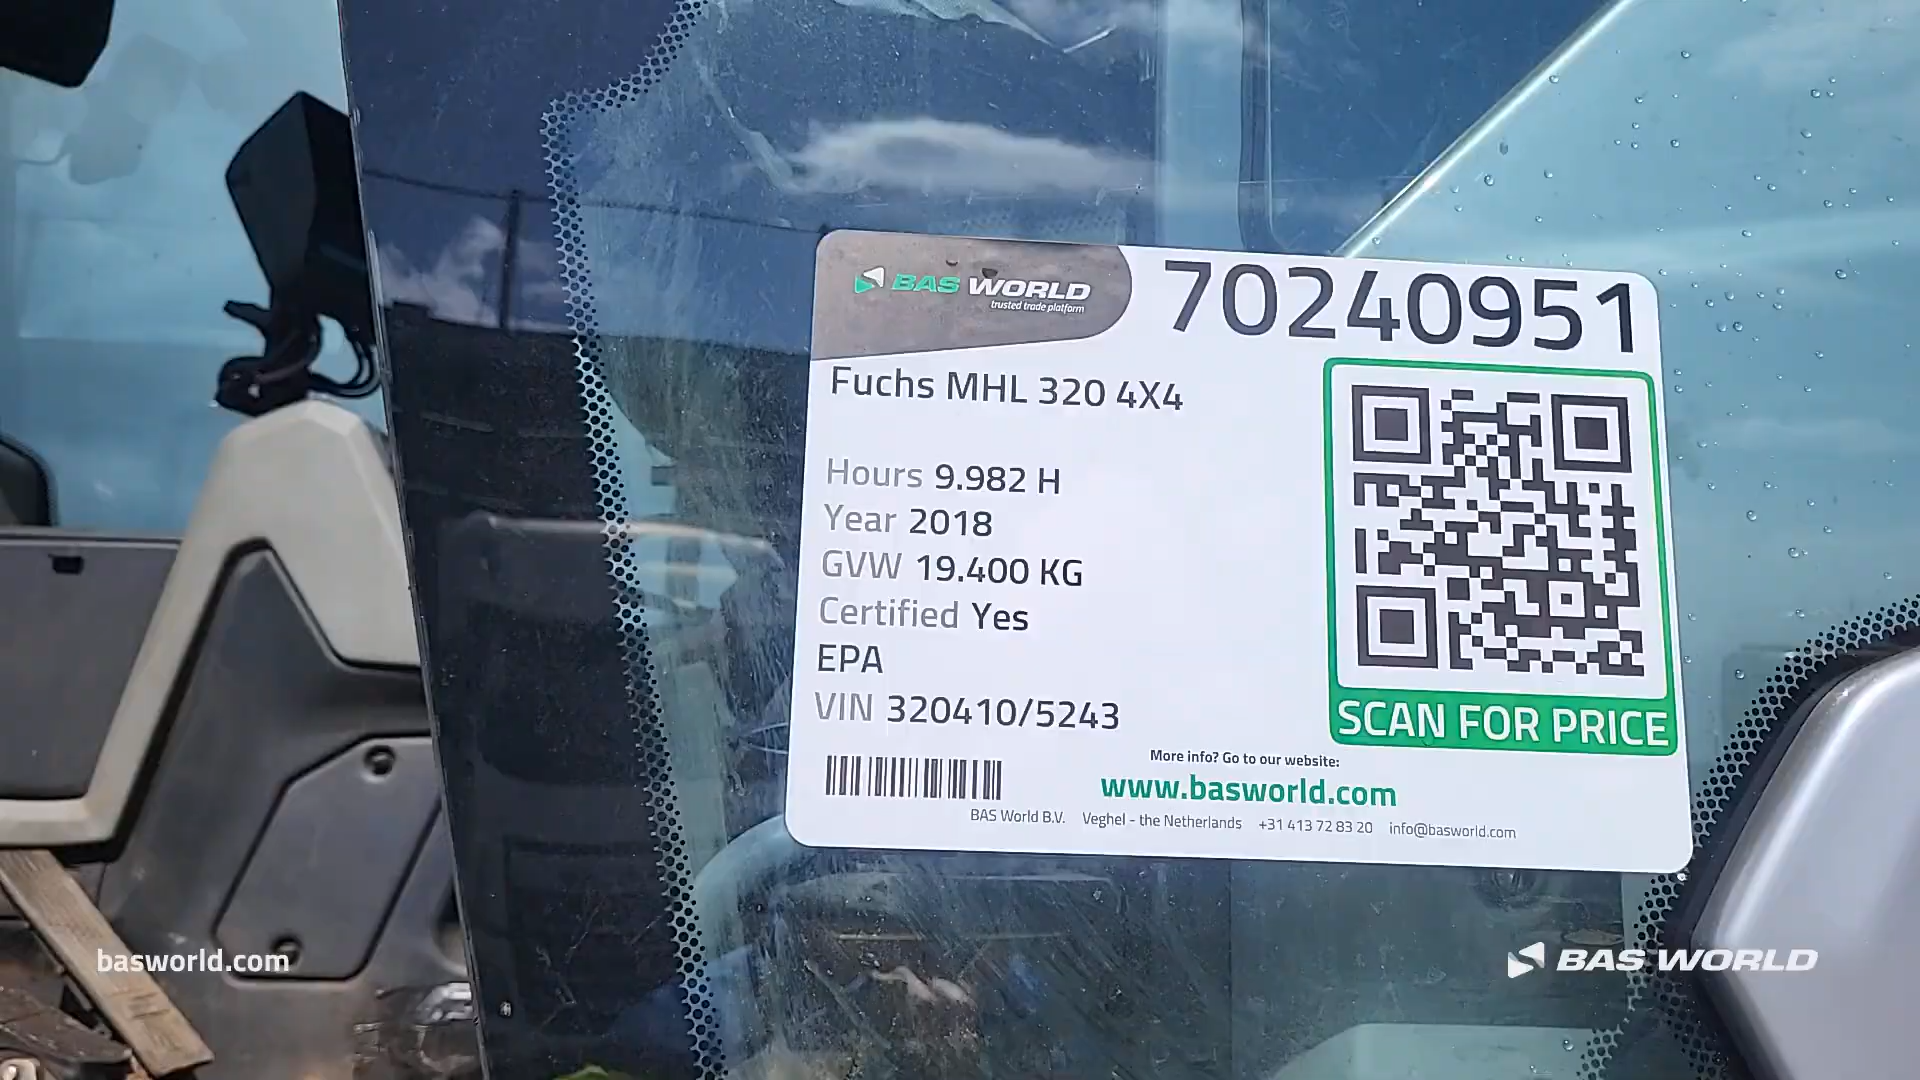 BAS WORLD
trusted trade platform
70240951
Fuchs MHL 320 4X4
Hours 9.982 H
Year 2018
GVW 19.400 KG
Certified Yes
EPA
VIN 320410/5243
SCAN FOR PRICE
More info? Go to our website:
www.basworld.com
BAS World B.V. Veghel - the Netherlands +31 413 72 83 20 info@basworld.com
basworld.com
BAS WORLD